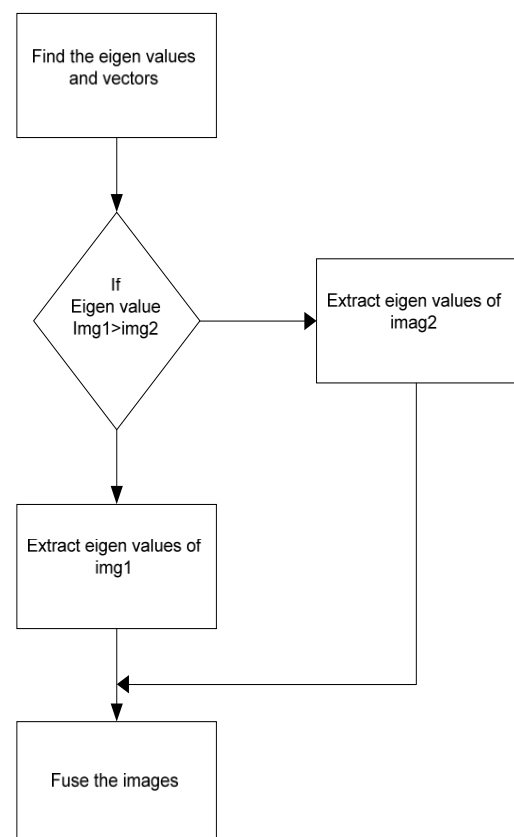 Find the eigen values
and vectors
If
Eigen value
Img1>img2
Extract eigen values of
imag2
Extract eigen values of
img1
Fuse the images